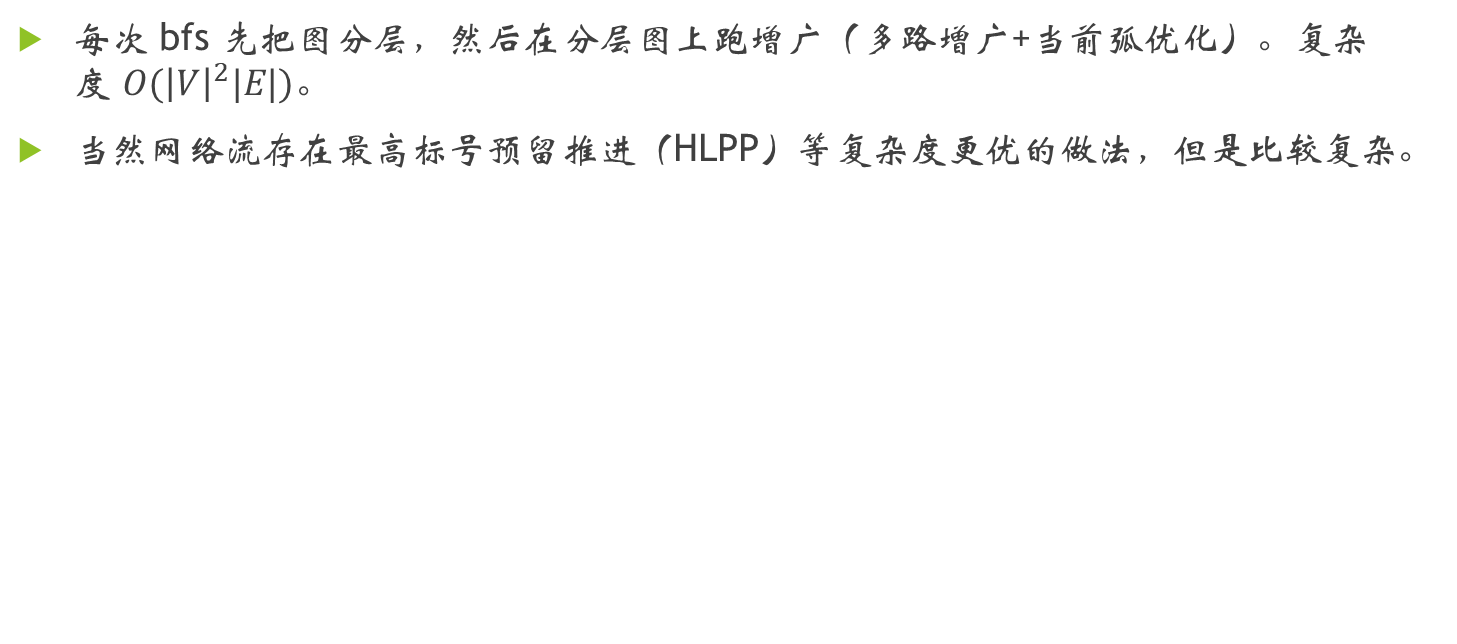 每次 bfs 先把图分层，然后在分层图上跑增广（多路增广+当前弧优化）。复杂
度 O(|V|²|E|)。
当然网络流存在最高标号预留推进（HLPP）等复杂度更优的做法，但是比较复杂。